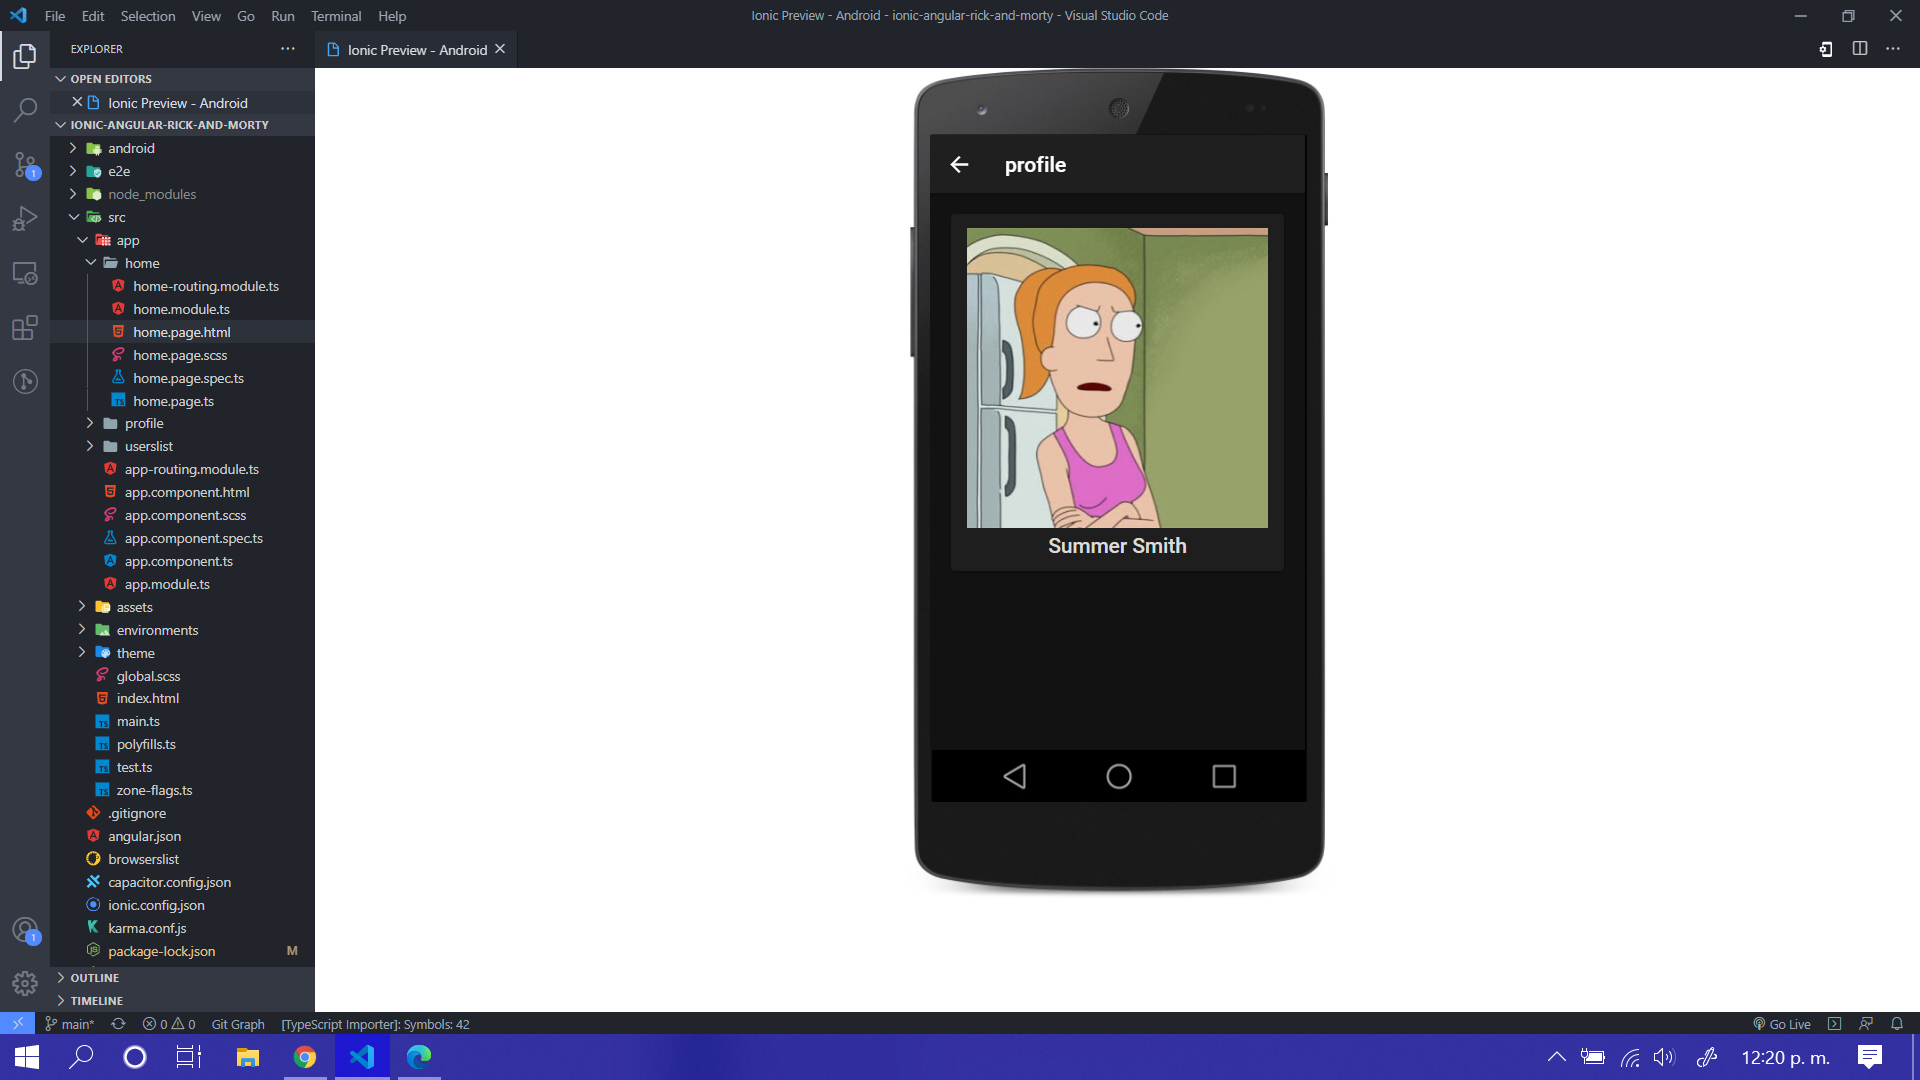 File Edit Selection View Go Run Terminal Help
Ionic Preview - Android - ionic-angular-rick-and-morty - Visual Studio Code
EXPLORER
Ionic Preview - Android
OPEN EDITORS
Ionic Preview - Android
IONIC-ANGULAR-RICK-AND-MORTY
android
e2e
node_modules
src
app
home
home-routing.module.ts
home.module.ts
home.page.html
home.page.scss
home.page.spec.ts
home.page.ts
profile
userslist
app-routing.module.ts
app.component.html
app.component.scss
app.component.spec.ts
app.component.ts
app.module.ts
assets
environments
theme
global.scss
index.html
main.ts
polyfills.ts
test.ts
zone-flags.ts
.gitignore
angular.json
browserslist
capacitor.config.json
ionic.config.json
karma.conf.js
package-lock.json M
OUTLINE
TIMELINE
1
1
profile
Summer Smith
main* 0 0 Git Graph [TypeScript Importer]: Symbols: 42
Go Live
12:20 p. m.